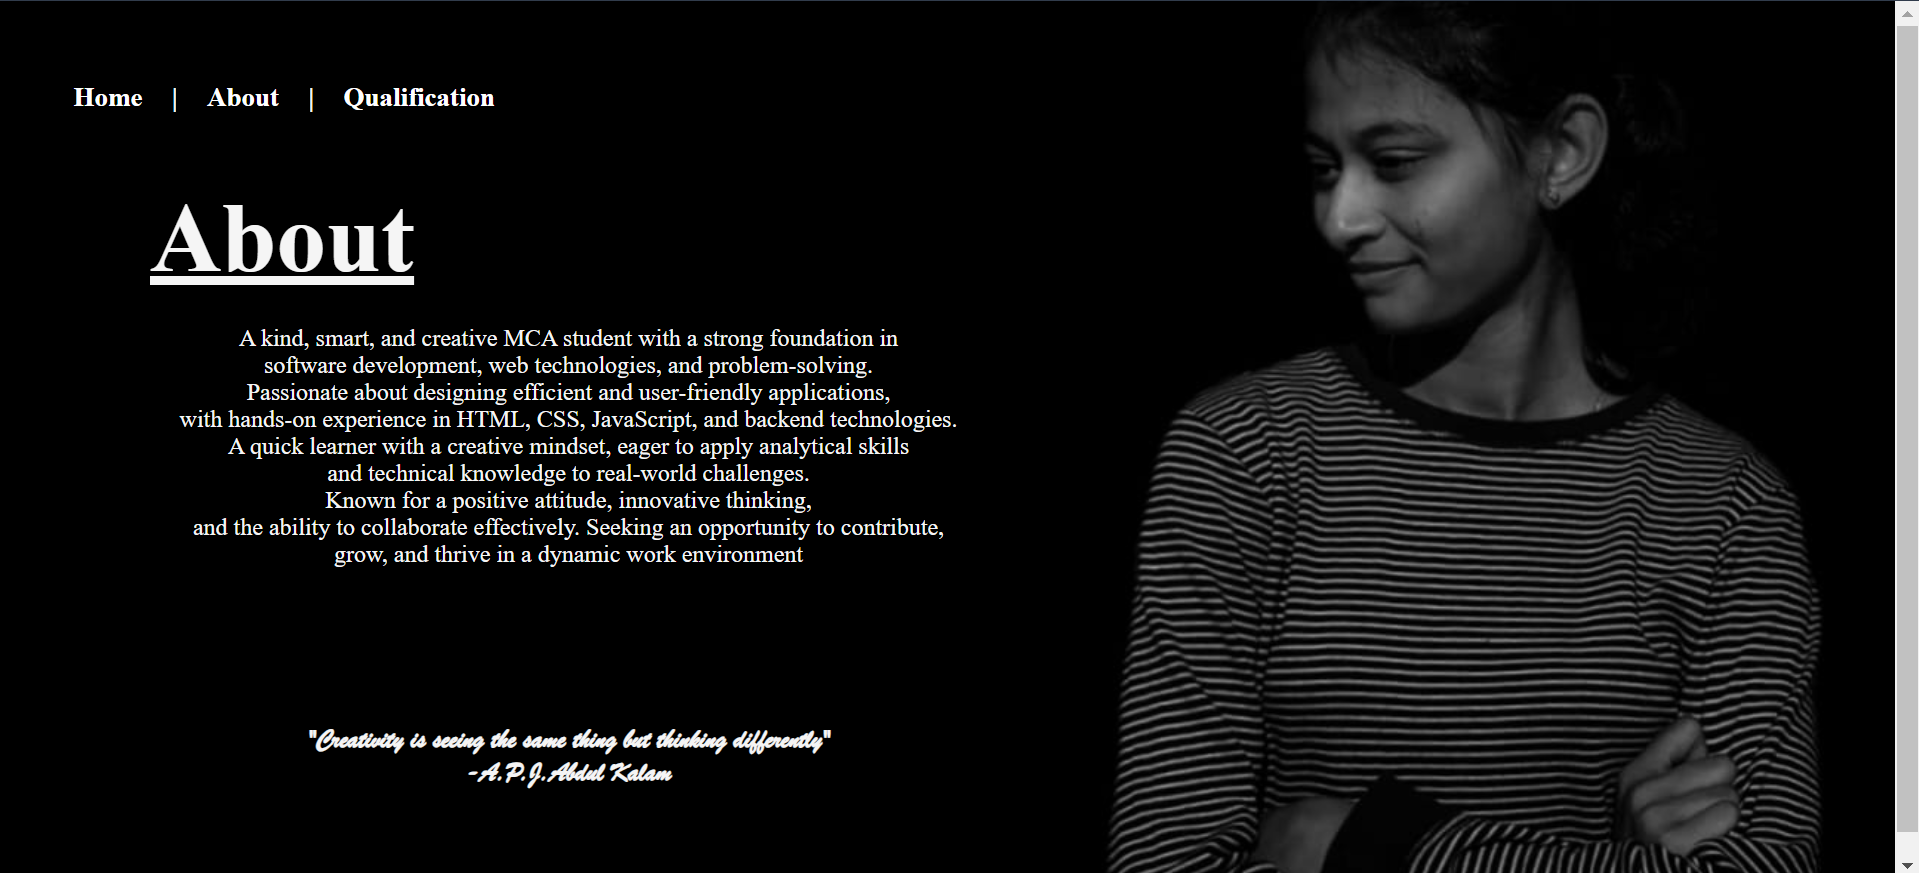 Home | About | Qualification
About
A kind, smart, and creative MCA student with a strong foundation in
software development, web technologies, and problem-solving.
Passionate about designing efficient and user-friendly applications,
with hands-on experience in HTML, CSS, JavaScript, and backend technologies.
A quick learner with a creative mindset, eager to apply analytical skills
and technical knowledge to real-world challenges.
Known for a positive attitude, innovative thinking,
and the ability to collaborate effectively. Seeking an opportunity to contribute,
grow, and thrive in a dynamic work environment
"Creativity is seeing the same thing but thinking differently"
-A.P.J.Abdul Kalam